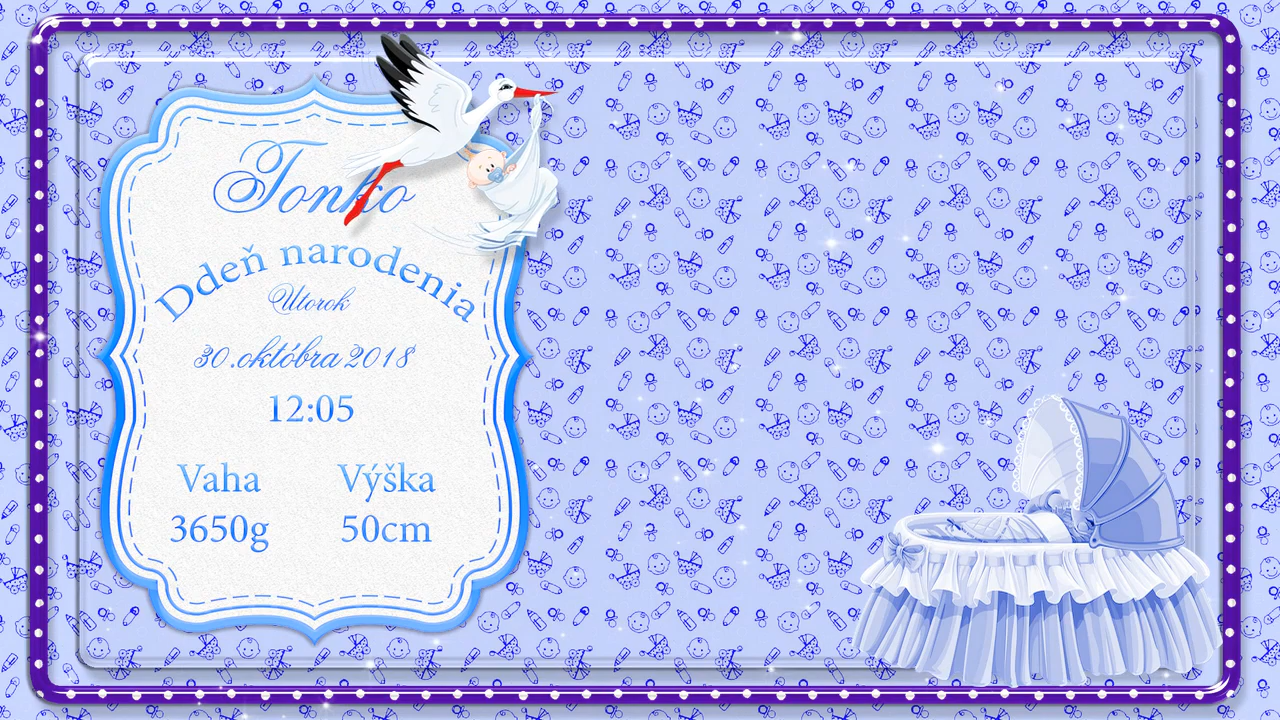 Tonko
Ddeň narodenia
Utorok
30.októbra 2018
12:05
Vaha Výška
3650g 50cm